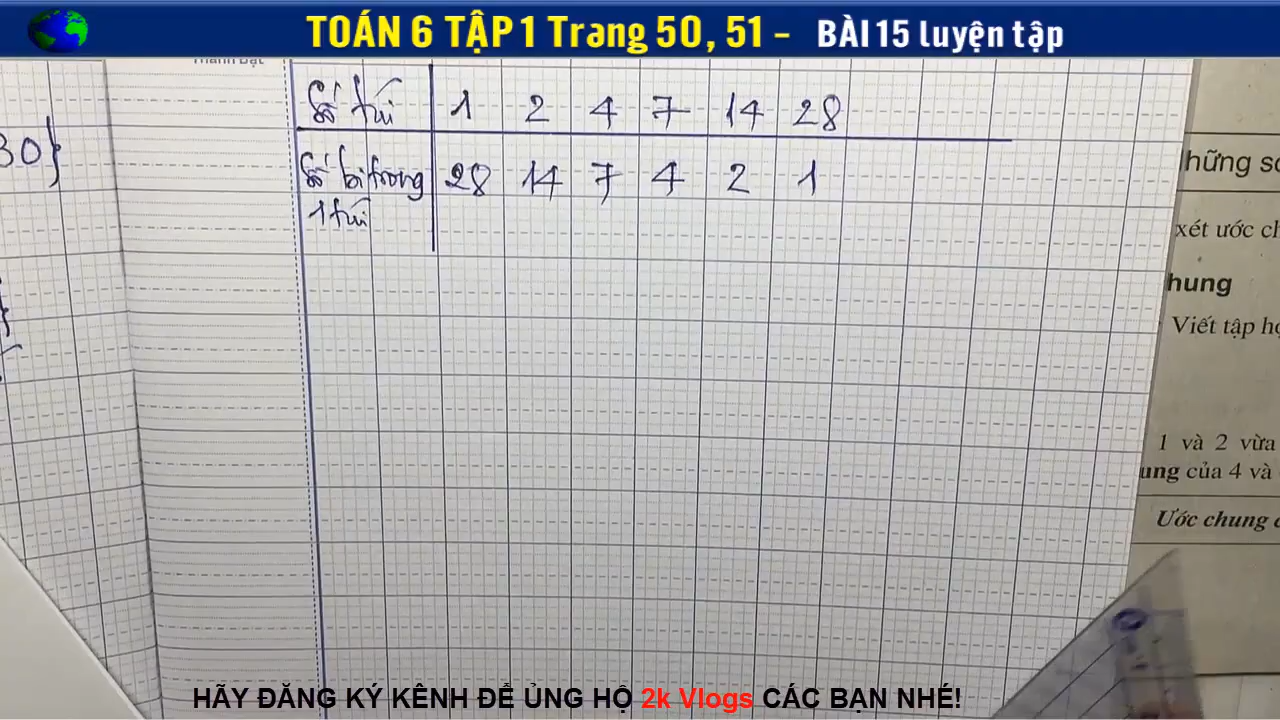 TOÁN 6 TẬP 1 Trang 50, 51 - BÀI 15 luyện tập
Số túi 1 2 4 7 14 28
30}
Số bi trong 28 14 7 4 2 1
1 túi
hững
xét ước
hung
Viết tập
1 và 2 vừa
ung của 4 và
Ước chung
HÃY ĐĂNG KÝ KÊNH ĐỂ ỦNG HỘ 2k Vlogs CÁC BẠN NHÉ!